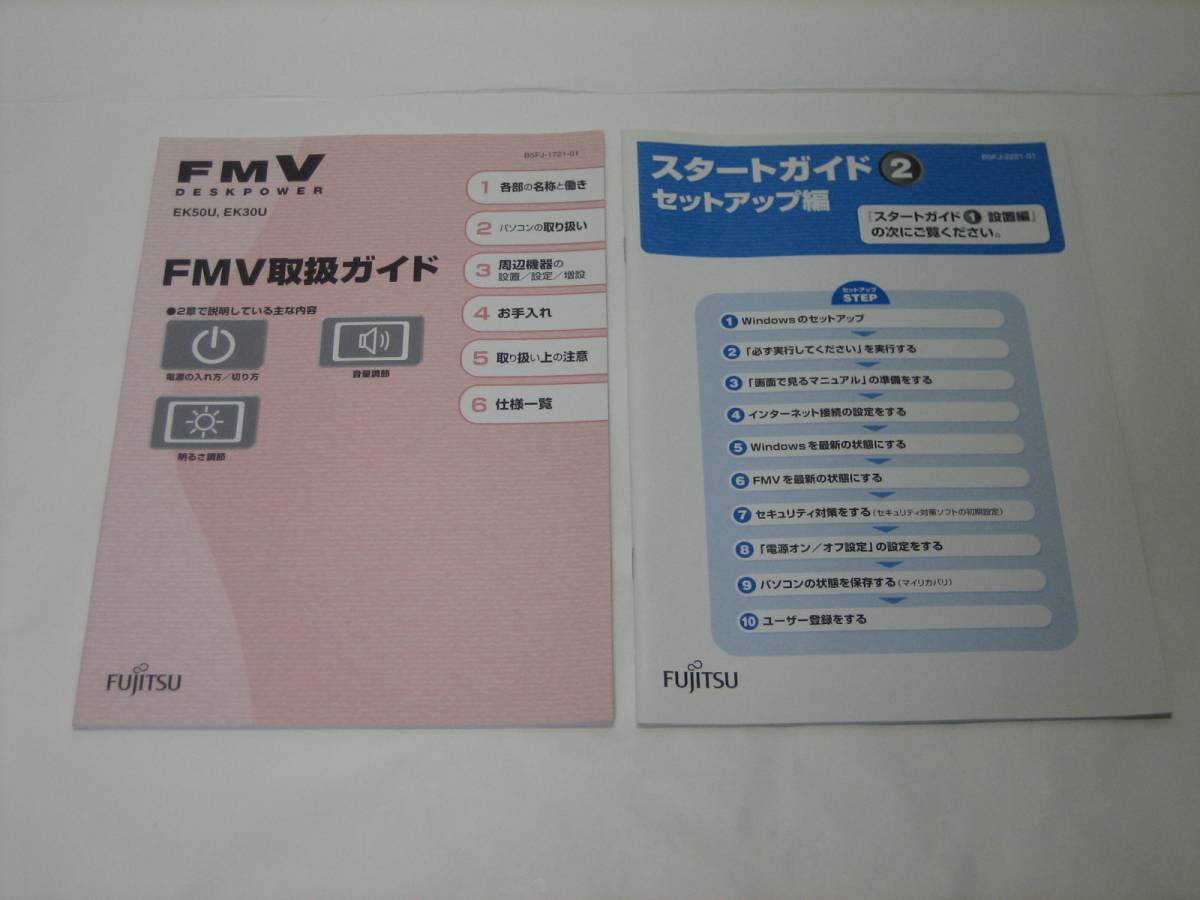 FMV
DESKPOWER
EK50U, EK30U
B5FJ-1721-01
FMV取扱ガイド
●2章で説明している主な内容
電源の入れ方／切り方
音量調節
明るさ調節
1 各部の名称と働き
2 パソコンの取り扱い
3 周辺機器の
設置／設定／増設
4 お手入れ
5 取り扱い上の注意
6 仕様一覧
FUJITSU
スタートガイド 2
セットアップ編
B5FJ-2221-01
『スタートガイド1 設置編』
の次にご覧ください。
セットアップ
STEP
1 Windowsのセットアップ
2 「必ず実行してください」を実行する
3 「画面で見るマニュアル」の準備をする
4 インターネット接続の設定をする
5 Windowsを最新の状態にする
6 FMVを最新の状態にする
7 セキュリティ対策をする（セキュリティ対策ソフトの初期設定）
8 「電源オン／オフ設定」の設定をする
9 パソコンの状態を保存する（マイリカバリ）
10 ユーザー登録をする
FUJITSU